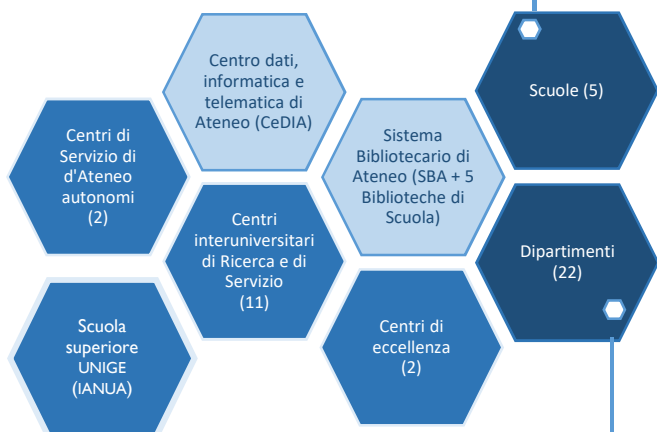 Centro dati,
informatica e
telematica di
Ateneo (CeDIA)
Scuole (5)
Centri di
Servizio di
d'Ateneo
autonomi
(2)
Sistema
Bibliotecario di
Ateneo (SBA + 5
Biblioteche di
Scuola)
Centri
interuniversitari
di Ricerca e di
Servizio
(11)
Dipartimenti
(22)
Scuola
superiore
UNIGE
(IANUA)
Centri di
eccellenza
(2)